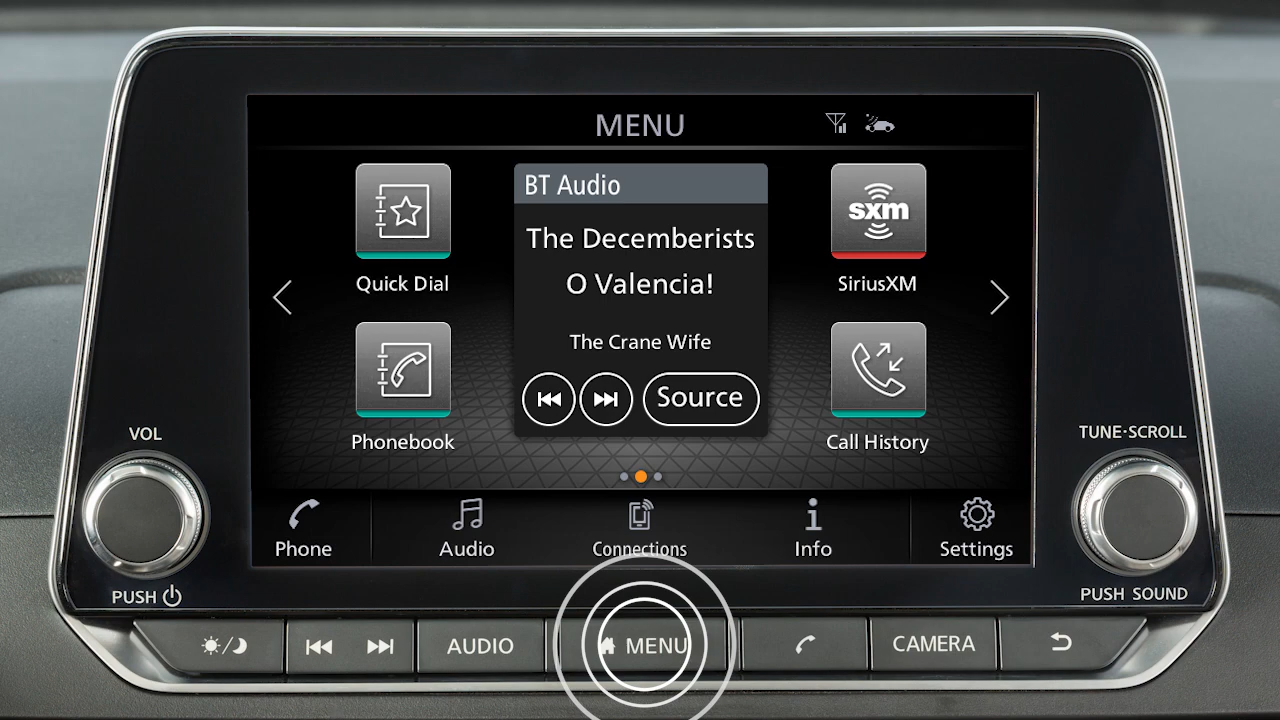 MENU
BT Audio
The Decemberists
O Valencia!
The Crane Wife
Source
Quick Dial
sxm
SiriusXM
Phonebook
Call History
VOL
TUNE·SCROLL
Phone
Audio
Connections
Info
Settings
PUSH
PUSH SOUND
AUDIO
MENU
CAMERA